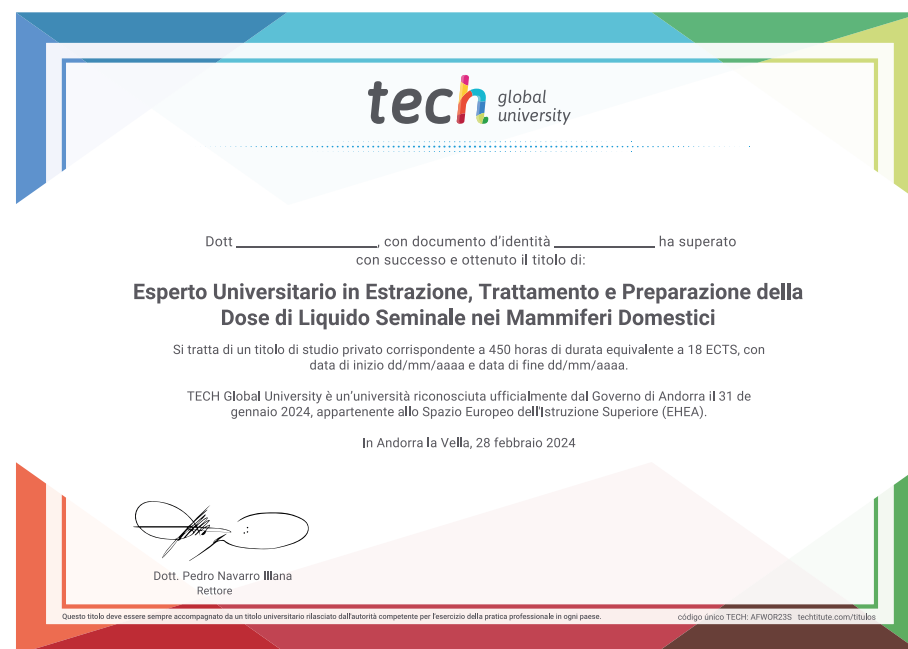 tech global university
Dott ____________________, con documento d'identità ______________ ha superato
con successo e ottenuto il titolo di:
Esperto Universitario in Estrazione, Trattamento e Preparazione della
Dose di Liquido Seminale nei Mammiferi Domestici
Si tratta di un titolo di studio privato corrispondente a 450 horas di durata equivalente a 18 ECTS, con
data di inizio dd/mm/aaaa e data di fine dd/mm/aaaa.
TECH Global University è un'università riconosciuta ufficialmente dal Governo di Andorra il 31 de
gennaio 2024, appartenente allo Spazio Europeo dell'Istruzione Superiore (EHEA).
In Andorra la Vella, 28 febbraio 2024
Dott. Pedro Navarro Illana
Rettore
Questo titolo deve essere sempre accompagnato da un titolo universitario rilasciato dall'autorità competente per l'esercizio della pratica professionale in ogni paese.
código único TECH: AFWOR23S techtitute.com/titulos